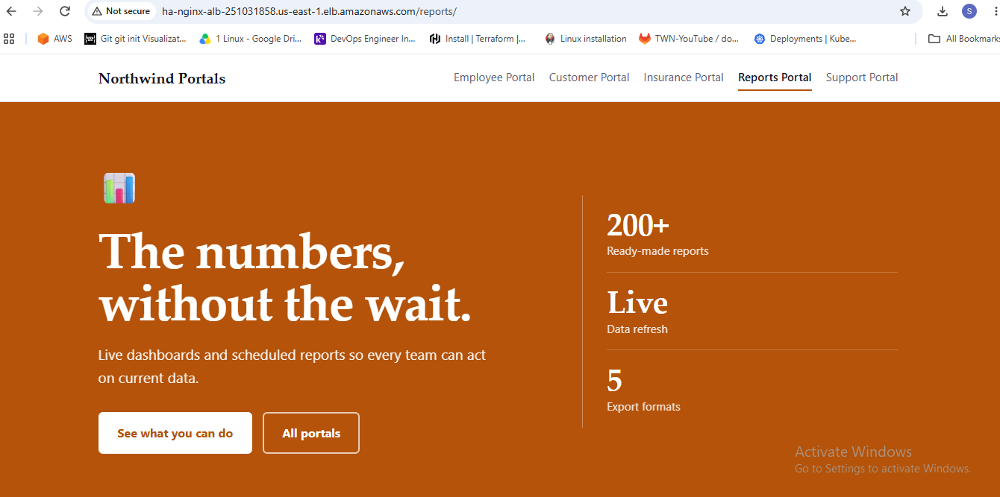 Not secure
ha-nginx-alb-251031858.us-east-1.elb.amazonaws.com/reports/
S
AWS
Git git init Visualizat...
1 Linux - Google Dri...
DevOps Engineer In...
Install | Terraform |...
Linux installation
TWN-YouTube / do...
Deployments | Kube...
All Bookmarks
Northwind Portals
Employee Portal
Customer Portal
Insurance Portal
Reports Portal
Support Portal
The numbers,
without the wait.
Live dashboards and scheduled reports so every team can act
on current data.
See what you can do
All portals
200+
Ready-made reports
Live
Data refresh
5
Export formats
Activate Windows
Go to Settings to activate Windows.